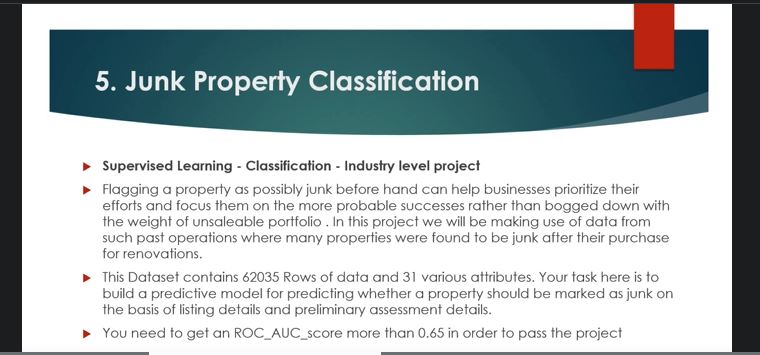 5. Junk Property Classification
Supervised Learning - Classification - Industry level project
Flagging a property as possibly junk before hand can help businesses prioritize their
efforts and focus them on the more probable successes rather than bogged down with
the weight of unsaleable portfolio . In this project we will be making use of data from
such past operations where many properties were found to be junk after their purchase
for renovations.
This Dataset contains 62035 Rows of data and 31 various attributes. Your task here is to
build a predictive model for predicting whether a property should be marked as junk on
the basis of listing details and preliminary assessment details.
You need to get an ROC_AUC_score more than 0.65 in order to pass the project